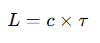 L = c × τ